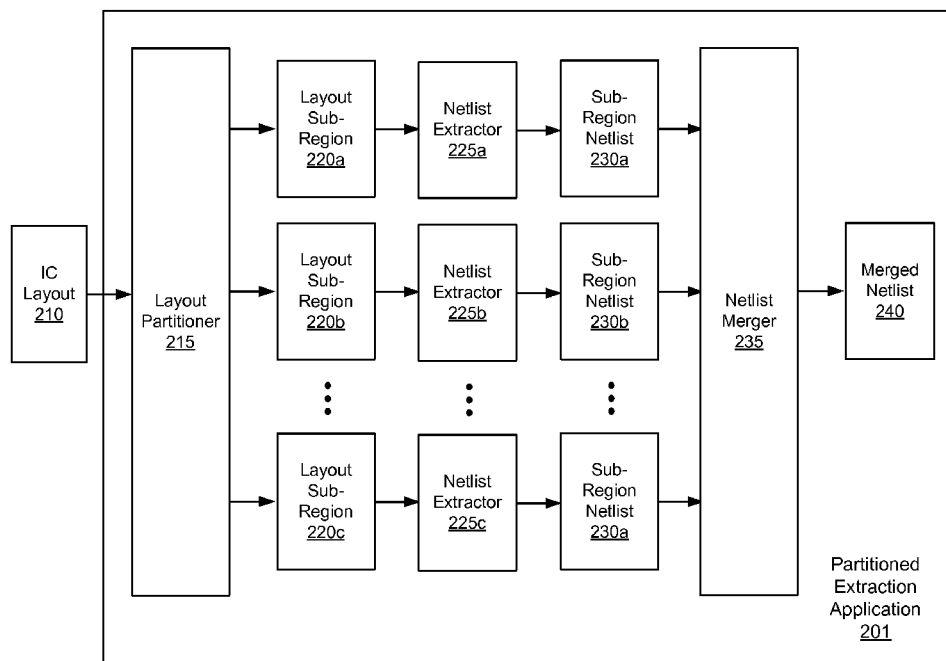 IC
Layout
210
Layout
Partitioner
215
Layout
Sub-
Region
220a
Netlist
Extractor
225a
Sub-
Region
Netlist
230a
Layout
Sub-
Region
220b
Netlist
Extractor
225b
Sub-
Region
Netlist
230b
Layout
Sub-
Region
220c
Netlist
Extractor
225c
Sub-
Region
Netlist
230a
Netlist
Merger
235
Merged
Netlist
240
Partitioned
Extraction
Application
201